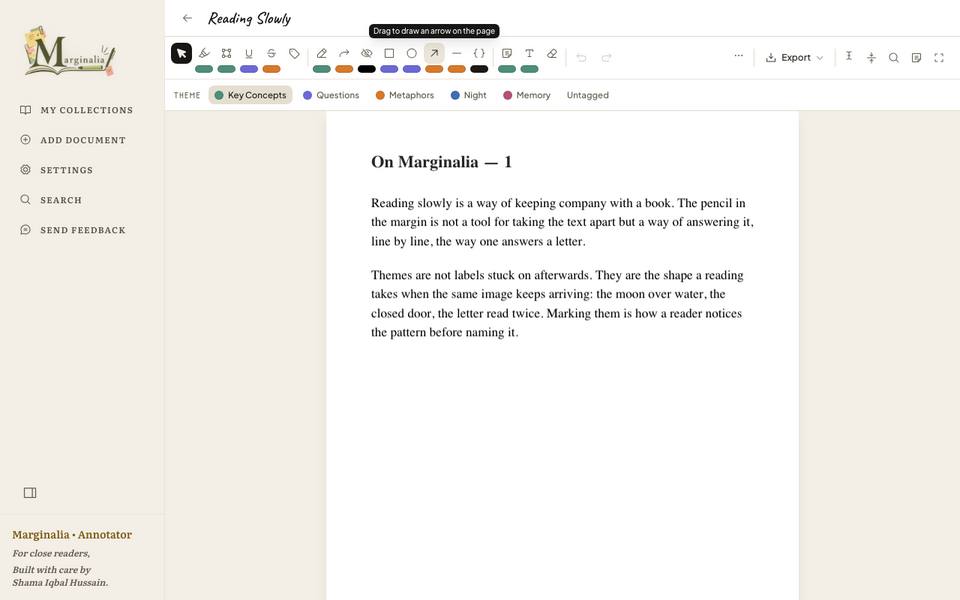 Marginalia
MY COLLECTIONS
ADD DOCUMENT
SETTINGS
SEARCH
SEND FEEDBACK
Marginalia • Annotator
For close readers,
Built with care by
Shama Iqbal Hussain.
Reading Slowly
Drag to draw an arrow on the page
Export
THEME Key Concepts Questions Metaphors Night Memory Untagged
On Marginalia — 1
Reading slowly is a way of keeping company with a book. The pencil in
the margin is not a tool for taking the text apart but a way of answering it,
line by line, the way one answers a letter.
Themes are not labels stuck on afterwards. They are the shape a reading
takes when the same image keeps arriving: the moon over water, the
closed door, the letter read twice. Marking them is how a reader notices
the pattern before naming it.